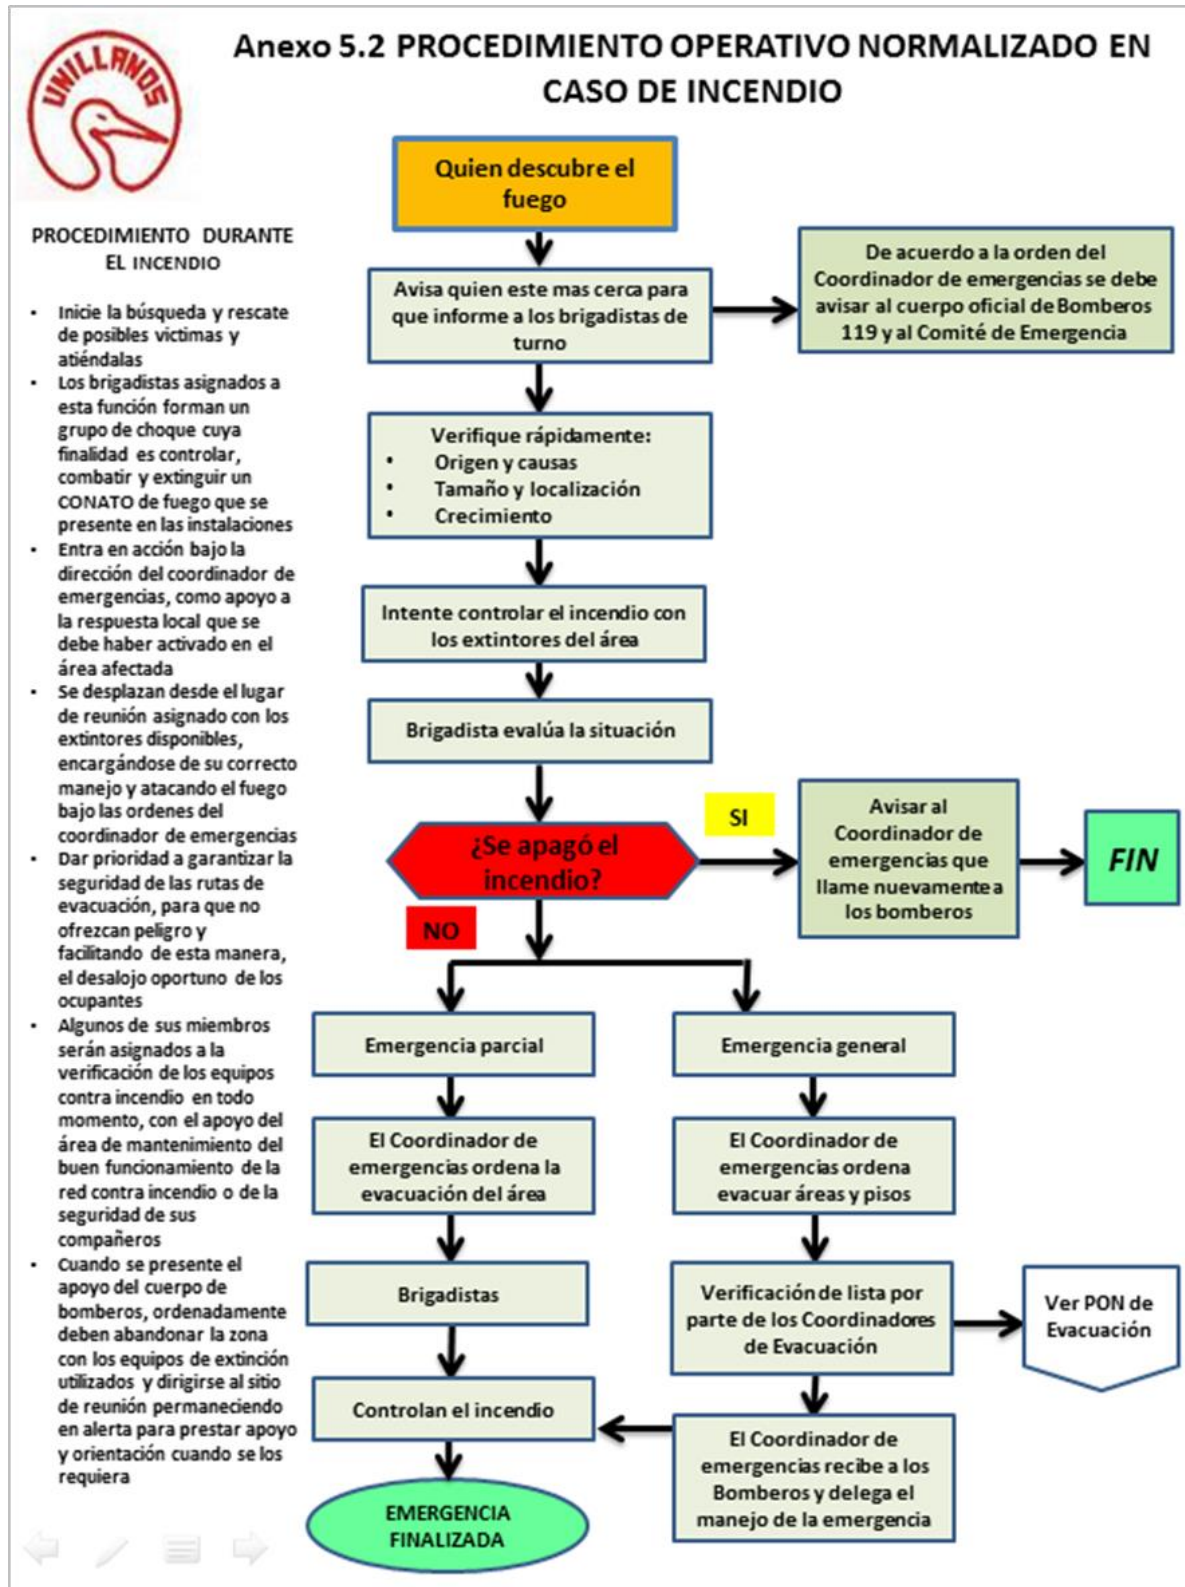 UNILLANOS
Anexo 5.2 PROCEDIMIENTO OPERATIVO NORMALIZADO EN
CASO DE INCENDIO
PROCEDIMIENTO DURANTE
EL INCENDIO
• Inicie la búsqueda y rescate
de posibles victimas y
atiéndalas
• Los brigadistas asignados a
esta función forman un
grupo de choque cuya
finalidad es controlar,
combatir y extinguir un
CONATO de fuego que se
presente en las instalaciones
• Entra en acción bajo la
dirección del coordinador de
emergencias, como apoyo a
la respuesta local que se
debe haber activado en el
área afectada
• Se desplazan desde el lugar
de reunión asignado con los
extintores disponibles,
encargándose de su correcto
manejo y atacando el fuego
bajo las ordenes del
coordinador de emergencias
• Dar prioridad a garantizar la
seguridad de las rutas de
evacuación, para que no
ofrezcan peligro y
facilitando de esta manera,
el desalojo oportuno de los
ocupantes
• Algunos de sus miembros
serán asignados a la
verificación de los equipos
contra incendio en todo
momento, con el apoyo del
área de mantenimiento del
buen funcionamiento de la
red contra incendio o de la
seguridad de sus
compañeros
• Cuando se presente el
apoyo del cuerpo de
bomberos, ordenadamente
deben abandonar la zona
con los equipos de extinción
utilizados y dirigirse al sitio
de reunión permaneciendo
en alerta para prestar apoyo
y orientación cuando se los
requiera
Quien descubre el
fuego
Avisa quien este mas cerca para
que informe a los brigadistas de
turno
De acuerdo a la orden del
Coordinador de emergencias se debe
avisar al cuerpo oficial de Bomberos
119 y al Comité de Emergencia
Verifique rápidamente:
• Origen y causas
• Tamaño y localización
• Crecimiento
Intente controlar el incendio con
los extintores del área
Brigadista evalúa la situación
¿Se apagó el
incendio?
SI
Avisar al
Coordinador de
emergencias que
llame nuevamente a
los bomberos
FIN
NO
Emergencia parcial
El Coordinador de
emergencias ordena la
evacuación del área
Brigadistas
Controlan el incendio
EMERGENCIA
FINALIZADA
Emergencia general
El Coordinador de
emergencias ordena
evacuar áreas y pisos
Verificación de lista por
parte de los Coordinadores
de Evacuación
Ver PON de
Evacuación
El Coordinador de
emergencias recibe a los
Bomberos y delega el
manejo de la emergencia